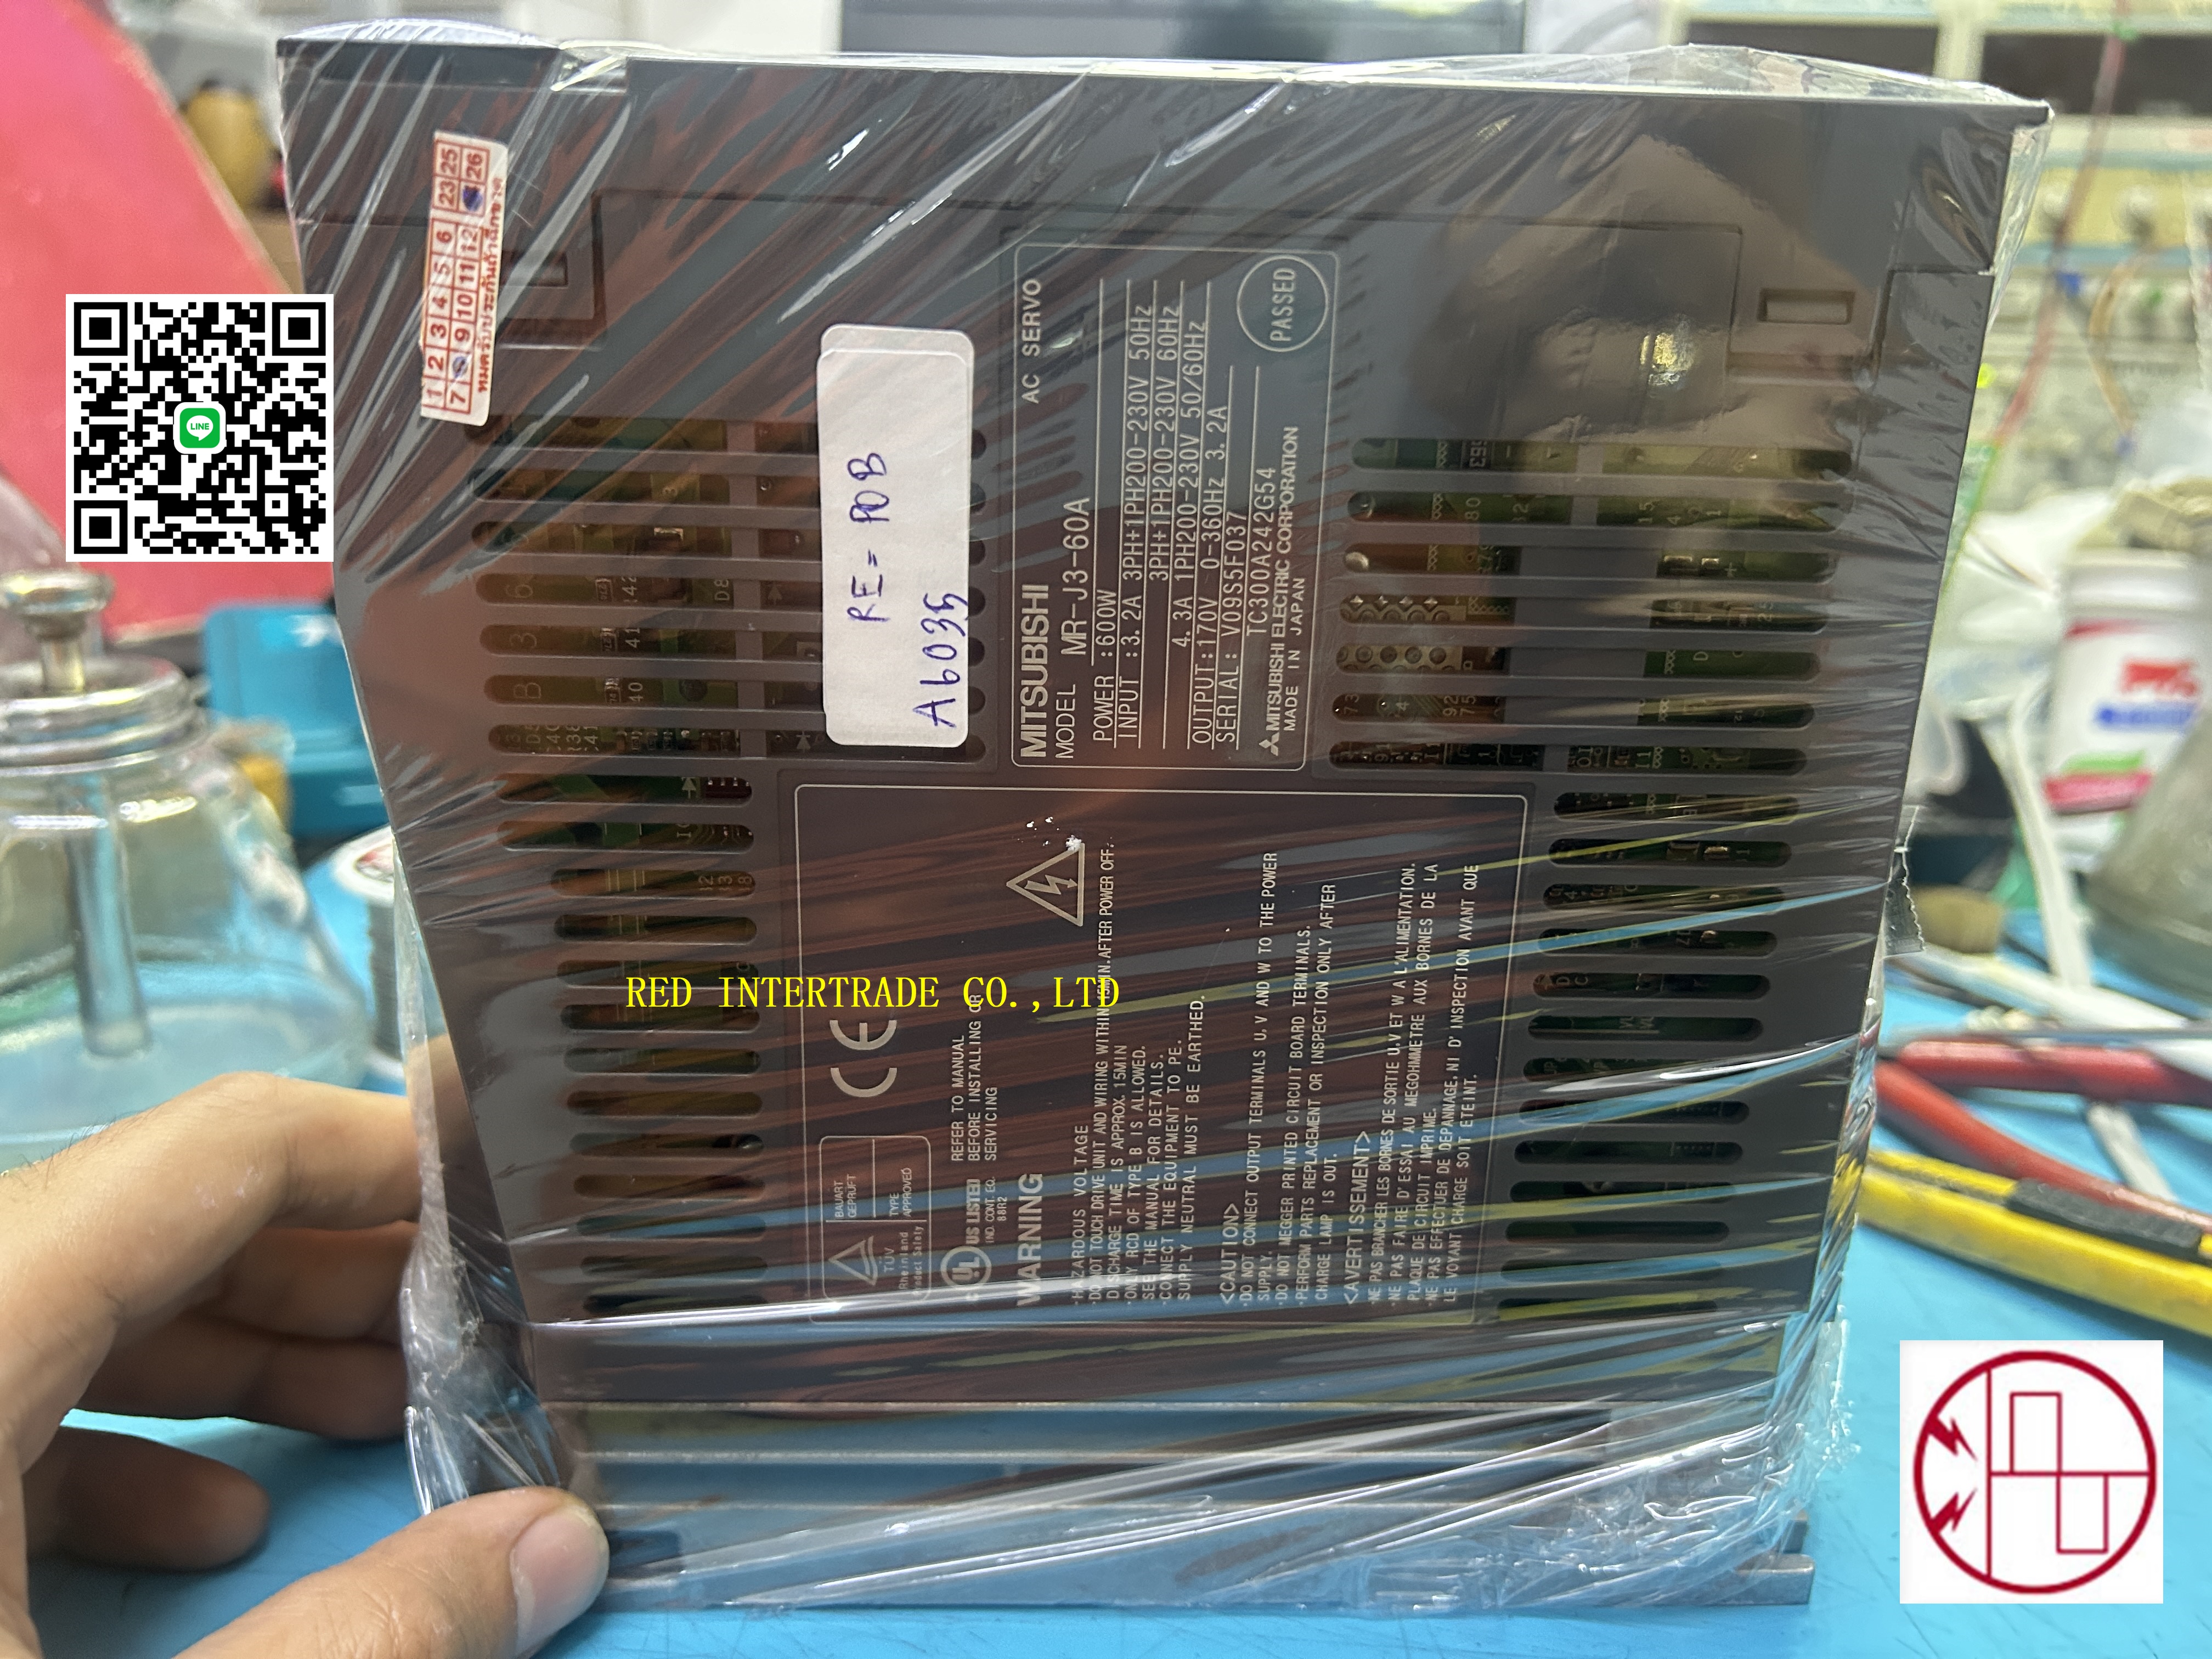 MITSUBISHI AC SERVO
MODEL MR-J3-60A
POWER :600W
INPUT :3.2A 3PH+1PH200-230V 50Hz
3PH+1PH200-230V 60Hz
4.3A 1PH200-230V 50/60Hz
OUTPUT:170V 0-360Hz 3.2A
SERIAL:V09S5F037
TC300A242G54
MITSUBISHI ELECTRIC CORPORATION
MADE IN JAPAN
PASSED
RE = POB
A6035
1 2 3 4 5 6 23 25
7 9 10 11 12 26
LINE
RED INTERTRADE CO.,LTD
CE
TÜV
Rheinland
Product Safety
BAUART
GEPRÜFT
TYPE
APPROVED
UL US LISTED
IND. CONT. EQ.
88R2
REFER TO MANUAL
BEFORE INSTALLING OR
SERVICING
WARNING
·HAZARDOUS VOLTAGE
·DO NOT TOUCH DRIVE UNIT AND WIRING WITHIN 15MIN. AFTER POWER OFF.
DISCHARGE TIME IS APPROX. 15MIN
·ONLY RCD OF TYPE B IS ALLOWED.
SEE THE MANUAL FOR DETAILS.
·CONNECT THE EQUIPMENT TO PE.
SUPPLY NEUTRAL MUST BE EARTHED.
<CAUTION>
·DO NOT CONNECT OUTPUT TERMINALS U,V AND W TO THE POWER
SUPPLY.
·DO NOT MEGGER PRINTED CIRCUIT BOARD TERMINALS.
·PERFORM PARTS REPLACEMENT OR INSPECTION ONLY AFTER
CHARGE LAMP IS OUT.
<AVERTISSEMENT>
·NE PAS BRANCHER LES BORNES DE SORTIE U,V ET W A L'ALIMENTATION.
·NE PAS FAIRE D'ESSAI AU MEGOHMMETRE AUX BORNES DE LA
PLAQUE DE CIRCUIT IMPRIME.
·NE PAS EFFECTUER DE DEPANNAGE,NI D'INSPECTION AVANT QUE
LE VOYANT CHARGE SOIT ETEINT.